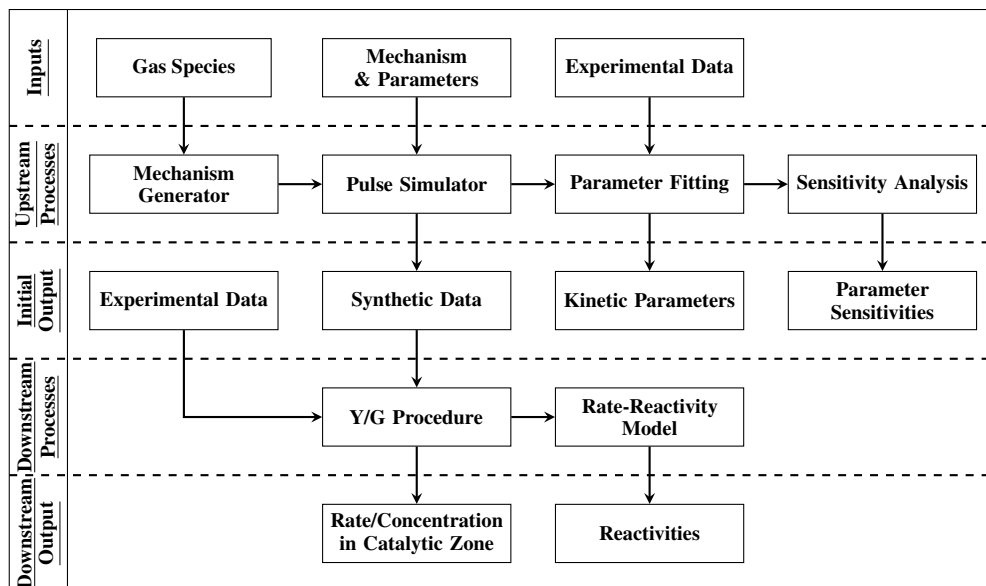 Inputs
Gas Species
Mechanism
& Parameters
Experimental Data
Upstream
Processes
Mechanism
Generator
Pulse Simulator
Parameter Fitting
Sensitivity Analysis
Initial
Output
Experimental Data
Synthetic Data
Kinetic Parameters
Parameter
Sensitivities
Downstream
Processes
Y/G Procedure
Rate-Reactivity
Model
Downstream
Output
Rate/Concentration
in Catalytic Zone
Reactivities